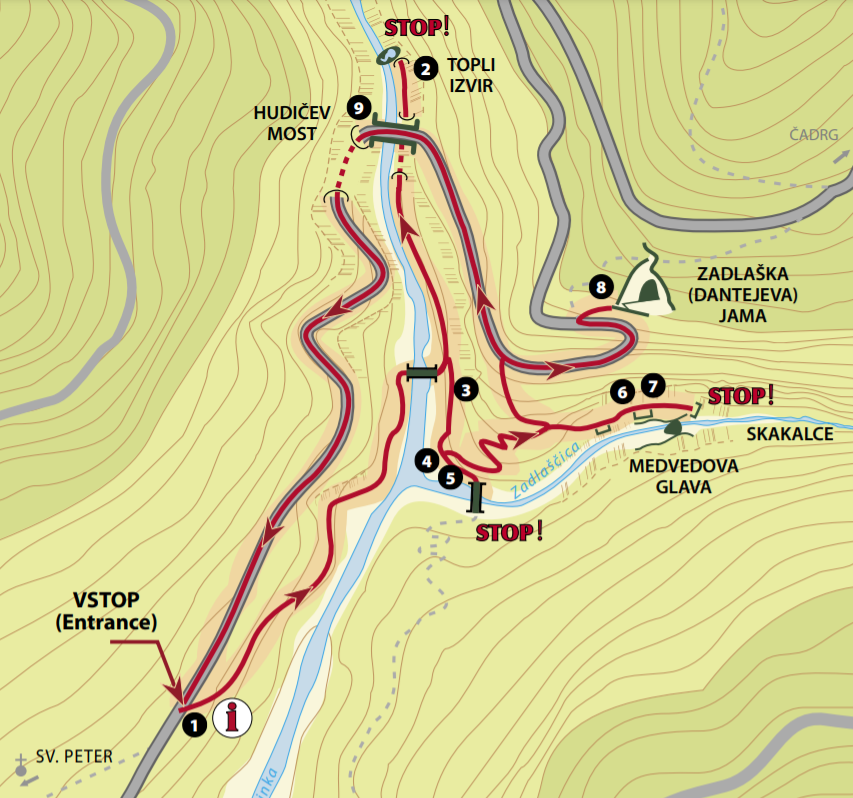 STOP!
2
TOPLI
IZVIR
9
HUDIČEV
MOST
ČADRG
8
ZADLAŠKA
(DANTEJEVA)
JAMA
3
6
7
STOP!
SKAKALCE
MEDVEDOVA
GLAVA
4
5
Zadlaščica
STOP!
VSTOP
(Entrance)
1
i
SV. PETER
inka